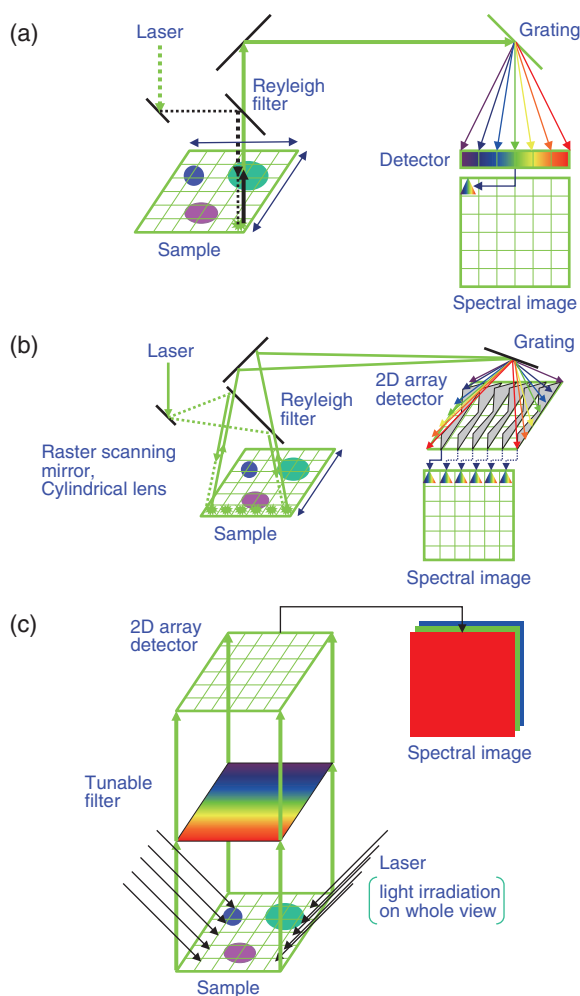 (a)
Laser
Grating
Reyleigh
filter
Detector
Sample
Spectral image
(b)
Grating
Laser
2D array
detector
Reyleigh
filter
Raster scanning
mirror,
Cylindrical lens
Sample
Spectral image
(c)
2D array
detector
Spectral image
Tunable
filter
Laser
light irradiation
on whole view
Sample